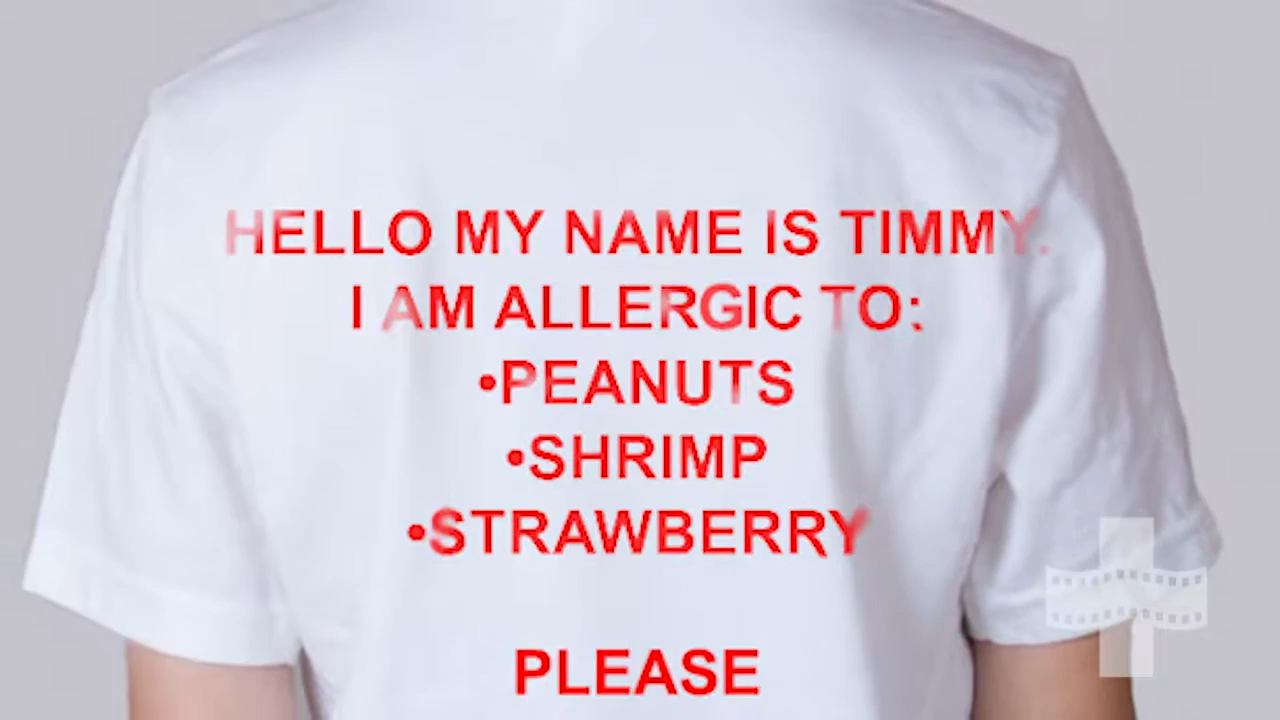 HELLO MY NAME IS TIMMY.
I AM ALLERGIC TO:
•PEANUTS
•SHRIMP
•STRAWBERRY
PLEASE